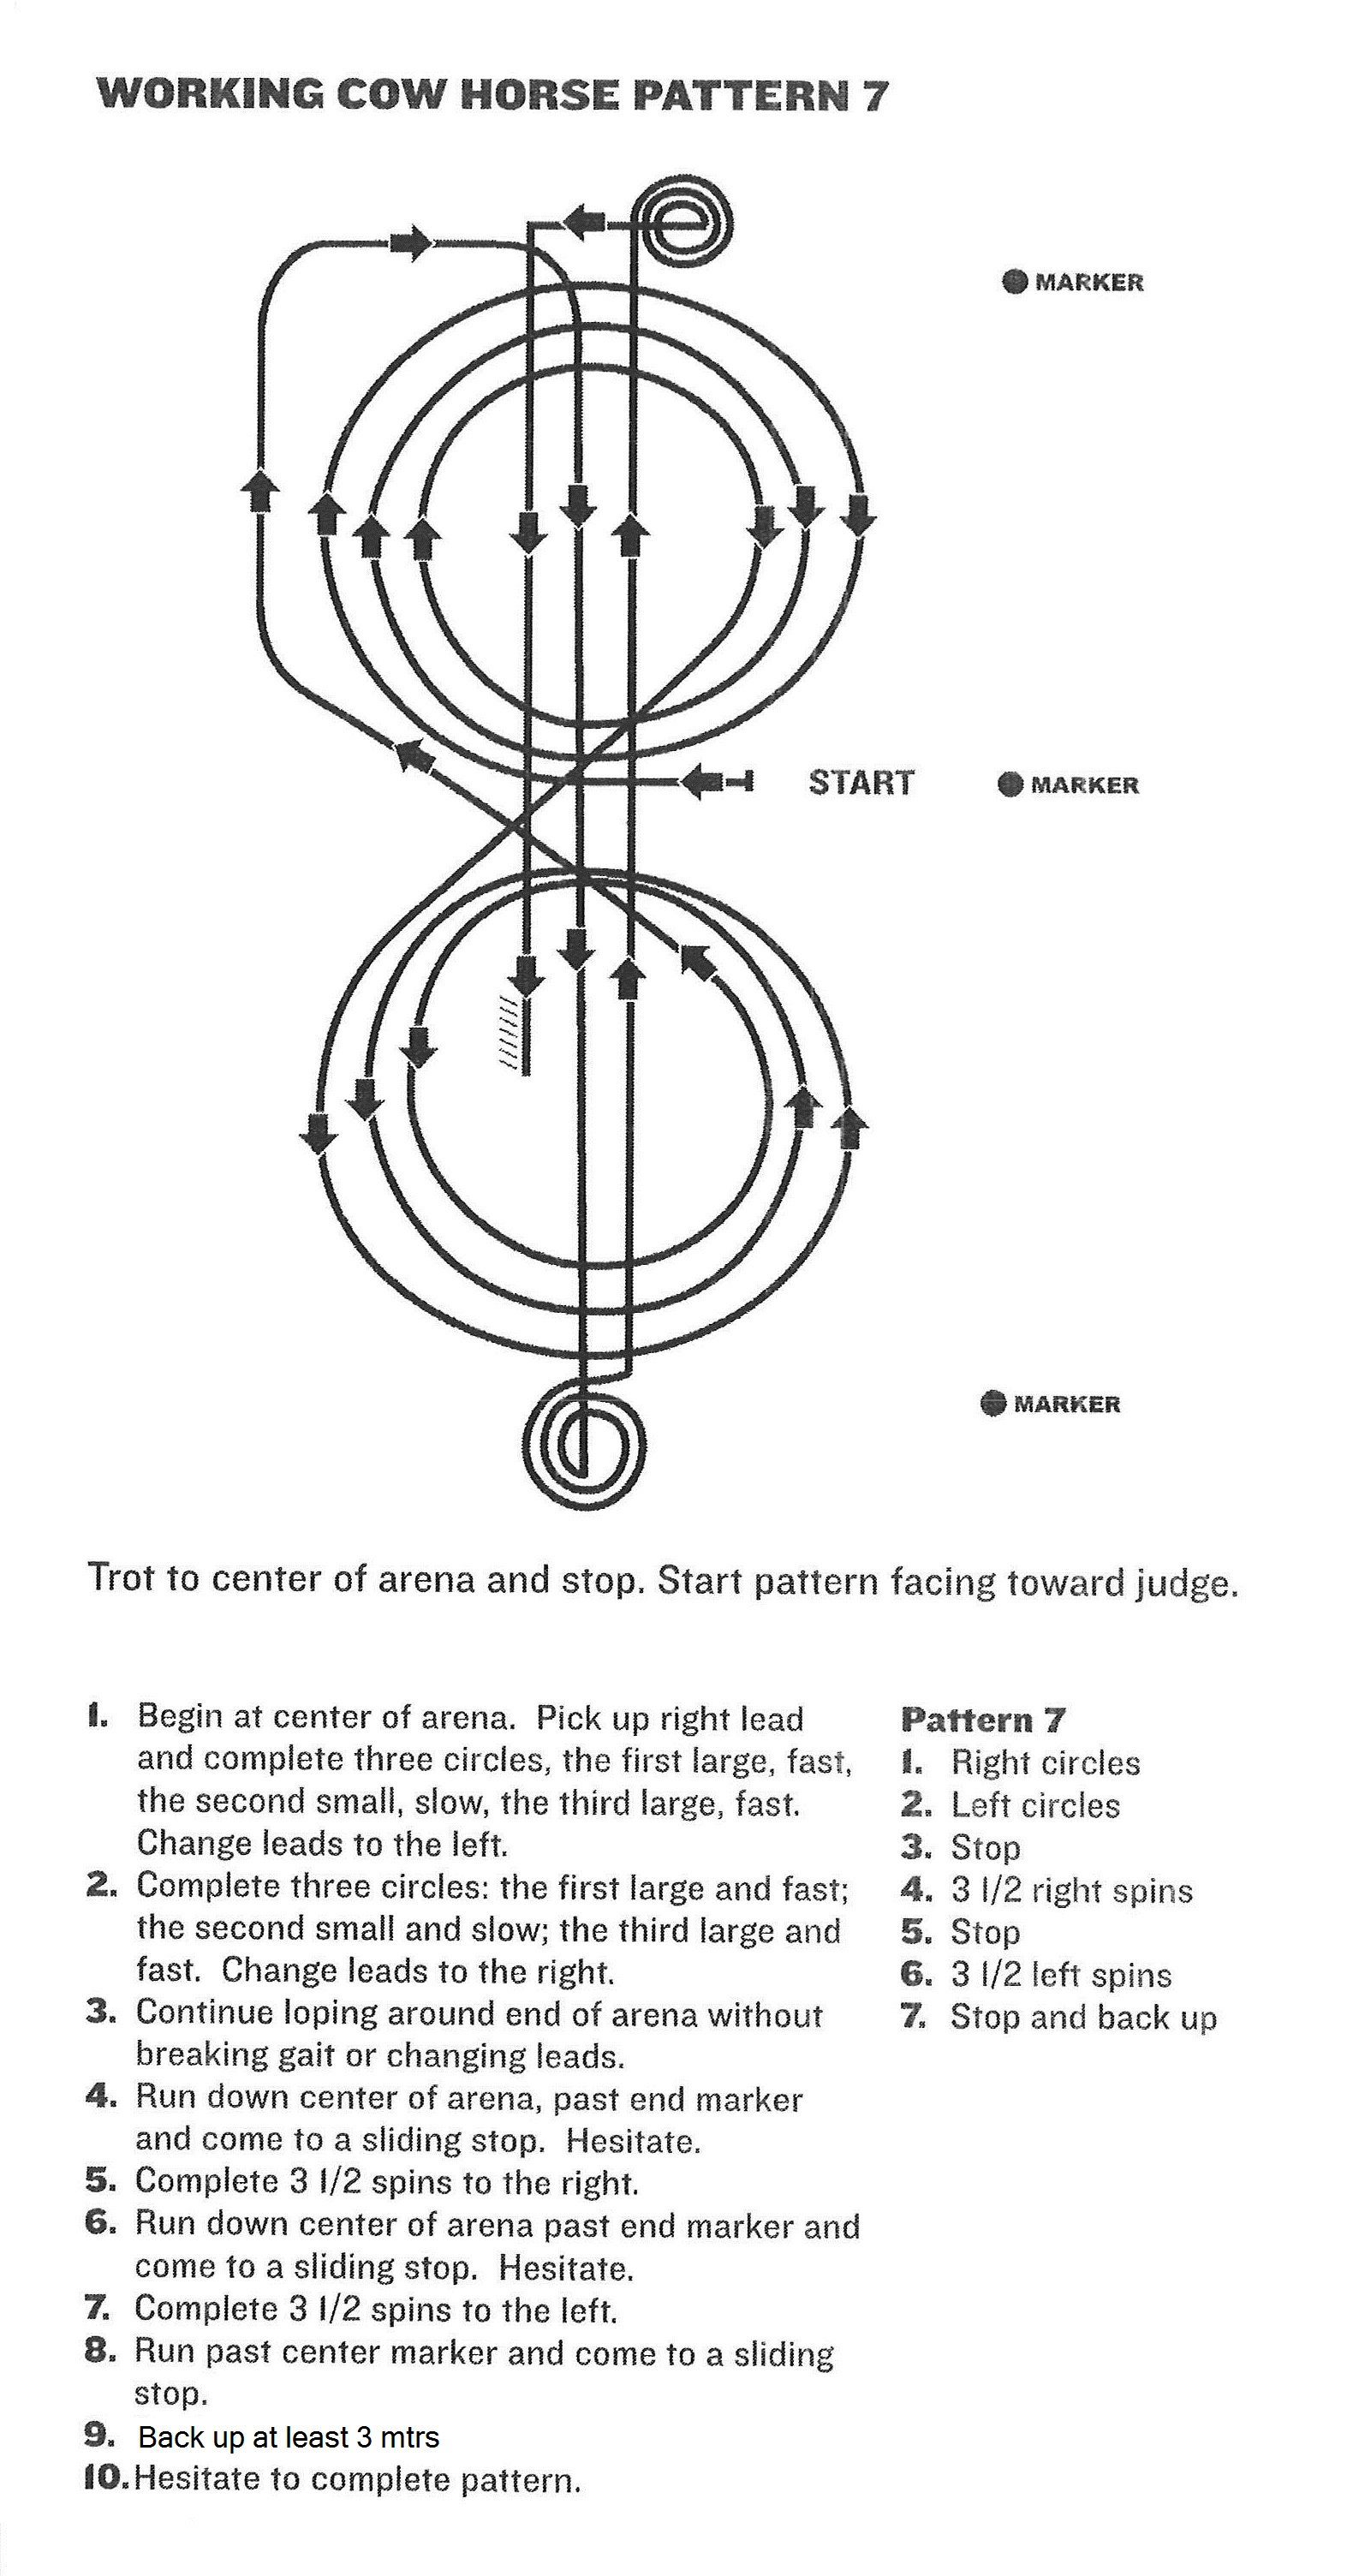 WORKING COW HORSE PATTERN 7
MARKER
START
MARKER
MARKER
Trot to center of arena and stop. Start pattern facing toward judge.
1. Begin at center of arena. Pick up right lead
and complete three circles, the first large, fast,
the second small, slow, the third large, fast.
Change leads to the left.
2. Complete three circles: the first large and fast;
the second small and slow; the third large and
fast. Change leads to the right.
3. Continue loping around end of arena without
breaking gait or changing leads.
4. Run down center of arena, past end marker
and come to a sliding stop. Hesitate.
5. Complete 3 1/2 spins to the right.
6. Run down center of arena past end marker and
come to a sliding stop. Hesitate.
7. Complete 3 1/2 spins to the left.
8. Run past center marker and come to a sliding
stop.
9. Back up at least 3 mtrs
10. Hesitate to complete pattern.
Pattern 7
1. Right circles
2. Left circles
3. Stop
4. 3 1/2 right spins
5. Stop
6. 3 1/2 left spins
7. Stop and back up